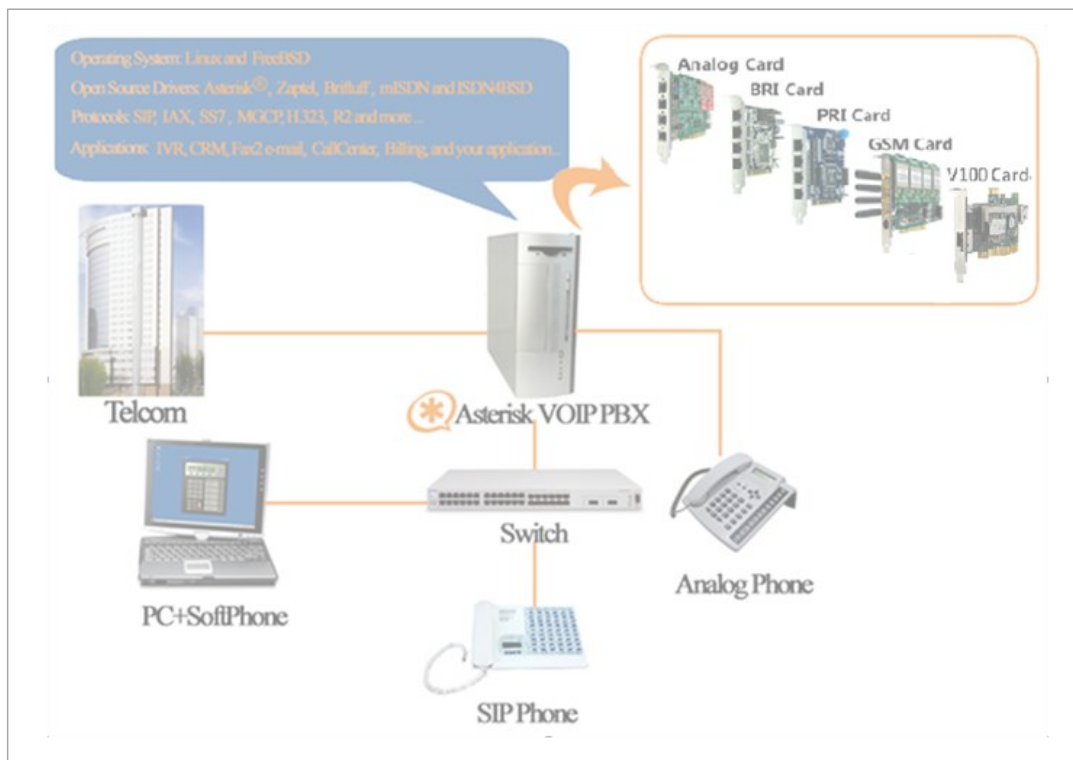 Operating System: Linux and FreeBSD
Open Source Drivers: Asterisk®, Zaptel, Brifluff, mISDN and ISDN4BSD
Protocols: SIP, IAX, SS7, MGCP, H.323, R2 and more ...
Applications: IVR, CRM, Fax2 e-mail, CallCenter, Billing, and your application...
Analog Card
BRI Card
PRI Card
GSM Card
V100 Card
Telcom
Asterisk VOIP PBX
Switch
PC+SoftPhone
Analog Phone
SIP Phone